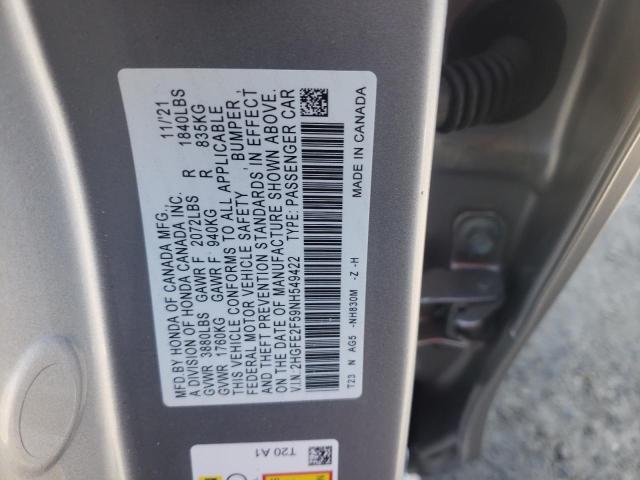 MFD.BY HONDA OF CANADA MFG., 11/21
A DIVISION OF HONDA CANADA INC.
GVWR 3880LBS GAWR F 2072LBS R 1840LBS
GVWR 1760KG GAWR F 940KG R 835KG
THIS VEHICLE CONFORMS TO ALL APPLICABLE
FEDERAL MOTOR VEHICLE SAFETY, BUMPER,
AND THEFT PREVENTION STANDARDS IN EFFECT
ON THE DATE OF MANUFACTURE SHOWN ABOVE.
V.I.N. 2HGFE2F59NH549422 TYPE: PASSENGER CAR
MADE IN CANADA
T23 N AG5 -NH830M -Z -H
T20 A1